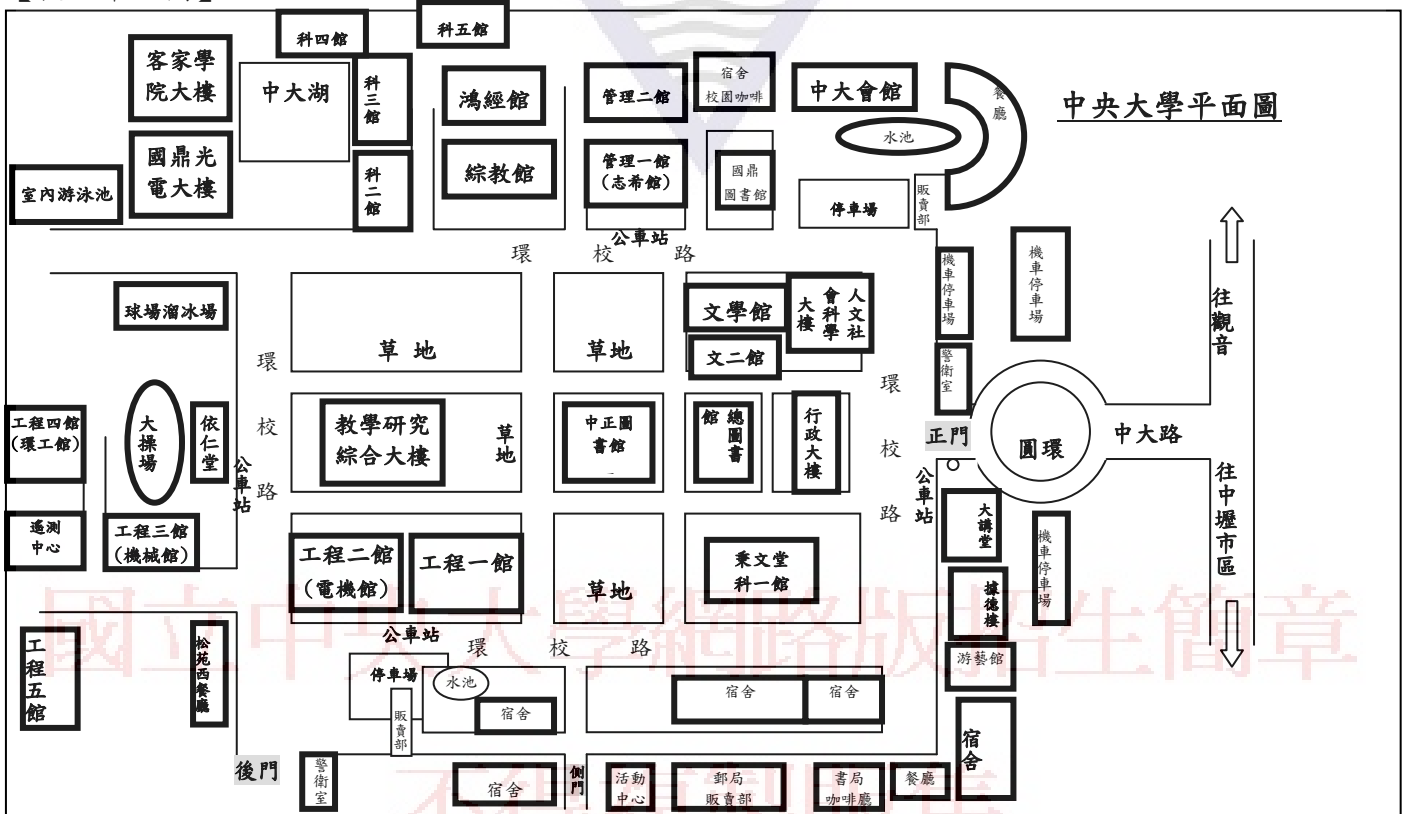 科四館
科五館
客家學
院大樓
中大湖
科三館
鴻經館
管理二館
宿舍
校園咖啡
中大會館
餐廳
中央大學平面圖
水池
室內游泳池
國鼎光
電大樓
科二館
綜教館
管理一館
(志希館)
國鼎
圖書館
停車場
販賣部
公車站
環 校 路
球場溜冰場
草 地
草地
文學館
人文社
會科學
大樓
文二館
機車停車場
機車停車場
往觀音
警衛室
環 校 路
環 校 路
工程四館
(環工館)
大操場
依仁堂
公車站
教學研究
綜合大樓
草地
中正圖
書館
總圖書
館
行政大樓
正門
圓環
中大路
公車站
往中壢市區
遙測
中心
工程三館
(機械館)
工程二館
(電機館)
工程一館
草地
秉文堂
科一館
大講堂
機車停車場
據德樓
國立中央大學網路版招生簡章
公車站
環 校 路
工程五館
松苑西餐廳
停車場
水池
宿舍
販賣部
宿舍
宿舍
游藝館
宿舍
後門
警衛室
宿舍
側門
活動
中心
郵局
販賣部
書局
咖啡廳
餐廳